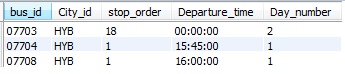 bus_id City_id stop_order Departure_time Day_number
07703 HYB 18 00:00:00 2
07704 HYB 1 15:45:00 1
07708 HYB 1 16:00:00 1